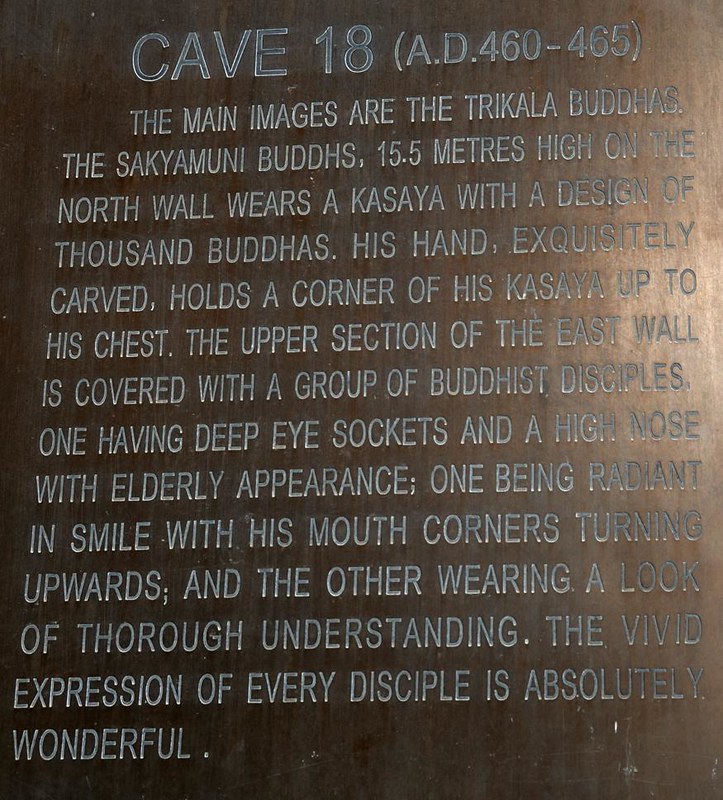 CAVE 18 (A.D.460-465)
THE MAIN IMAGES ARE THE TRIKALA BUDDHAS.
THE SAKYAMUNI BUDDHS, 15.5 METRES HIGH ON THE
NORTH WALL WEARS A KASAYA WITH A DESIGN OF
THOUSAND BUDDHAS. HIS HAND, EXQUISITELY
CARVED, HOLDS A CORNER OF HIS KASAYA UP TO
HIS CHEST. THE UPPER SECTION OF THE EAST WALL
IS COVERED WITH A GROUP OF BUDDHIST DISCIPLES,
ONE HAVING DEEP EYE SOCKETS AND A HIGH NOSE
WITH ELDERLY APPEARANCE; ONE BEING RADIANT
IN SMILE WITH HIS MOUTH CORNERS TURNING
UPWARDS; AND THE OTHER WEARING A LOOK
OF THOROUGH UNDERSTANDING. THE VIVID
EXPRESSION OF EVERY DISCIPLE IS ABSOLUTELY
WONDERFUL.